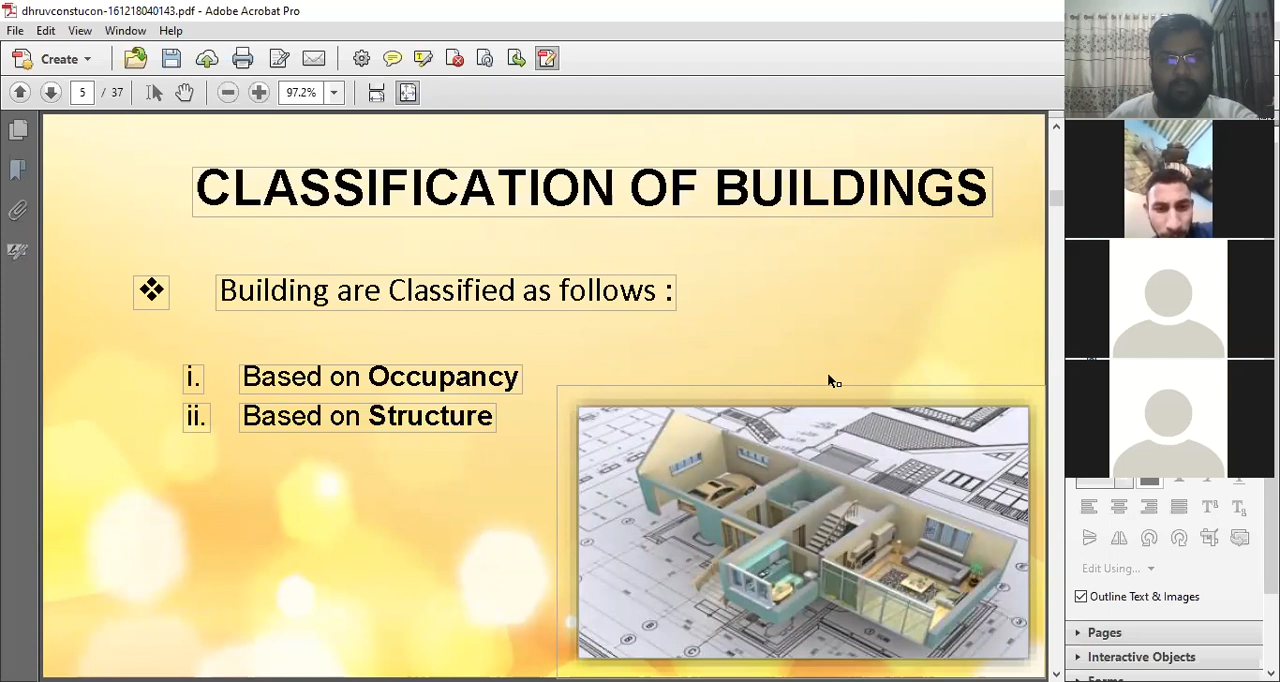 dhruvconstucon-161218040143.pdf - Adobe Acrobat Pro
File Edit View Window Help
Create
5 / 37 97.2%
CLASSIFICATION OF BUILDINGS
❖ Building are Classified as follows :
i. Based on Occupancy
ii. Based on Structure
Edit Using...
Outline Text & Images
Pages
Interactive Objects